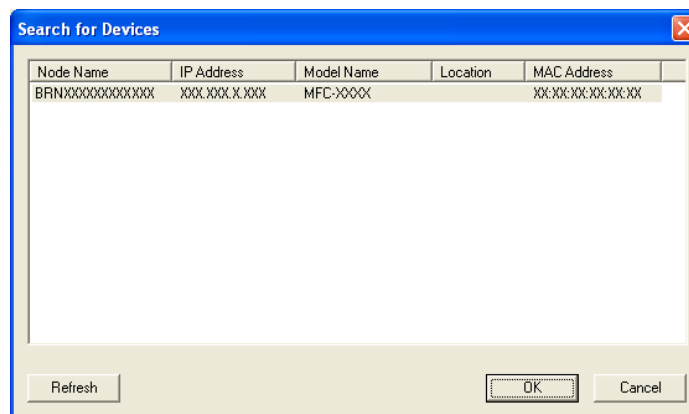 Search for Devices
Node Name IP Address Model Name Location MAC Address
BRNXXXXXXXXXXXX XXX.XXX.X.XXX MFC-XXXX XX:XX:XX:XX:XX:XX
Refresh OK Cancel